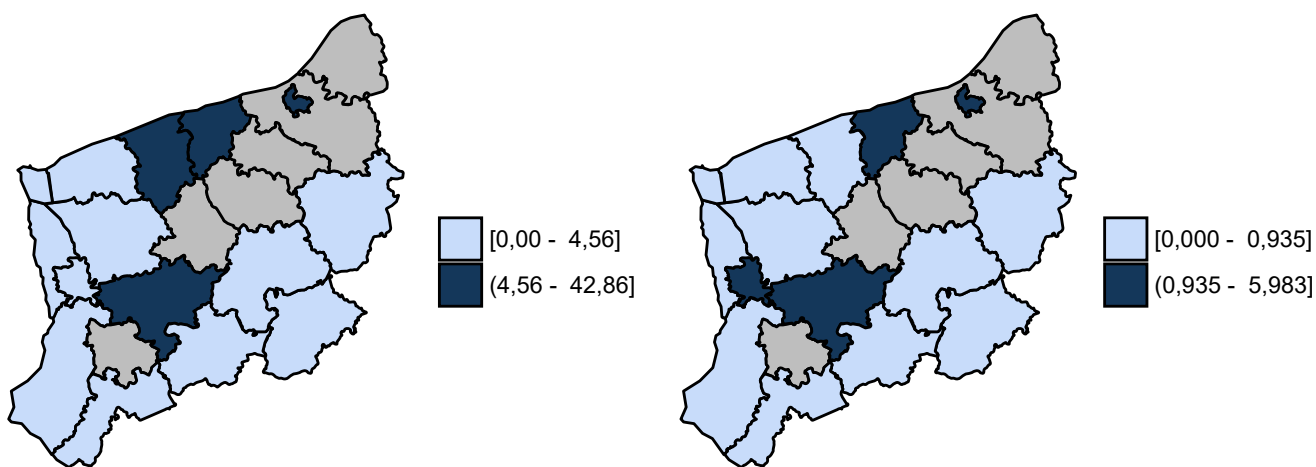 [0,00 - 4,56]
(4,56 - 42,86]
[0,000 - 0,935]
(0,935 - 5,983]